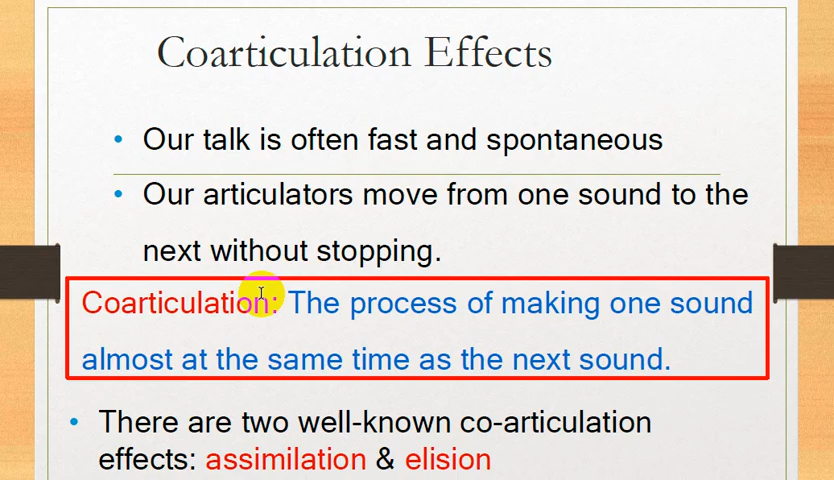 Coarticulation Effects
• Our talk is often fast and spontaneous
• Our articulators move from one sound to the
next without stopping.
Coarticulation: The process of making one sound
almost at the same time as the next sound.
• There are two well-known co-articulation
effects: assimilation & elision